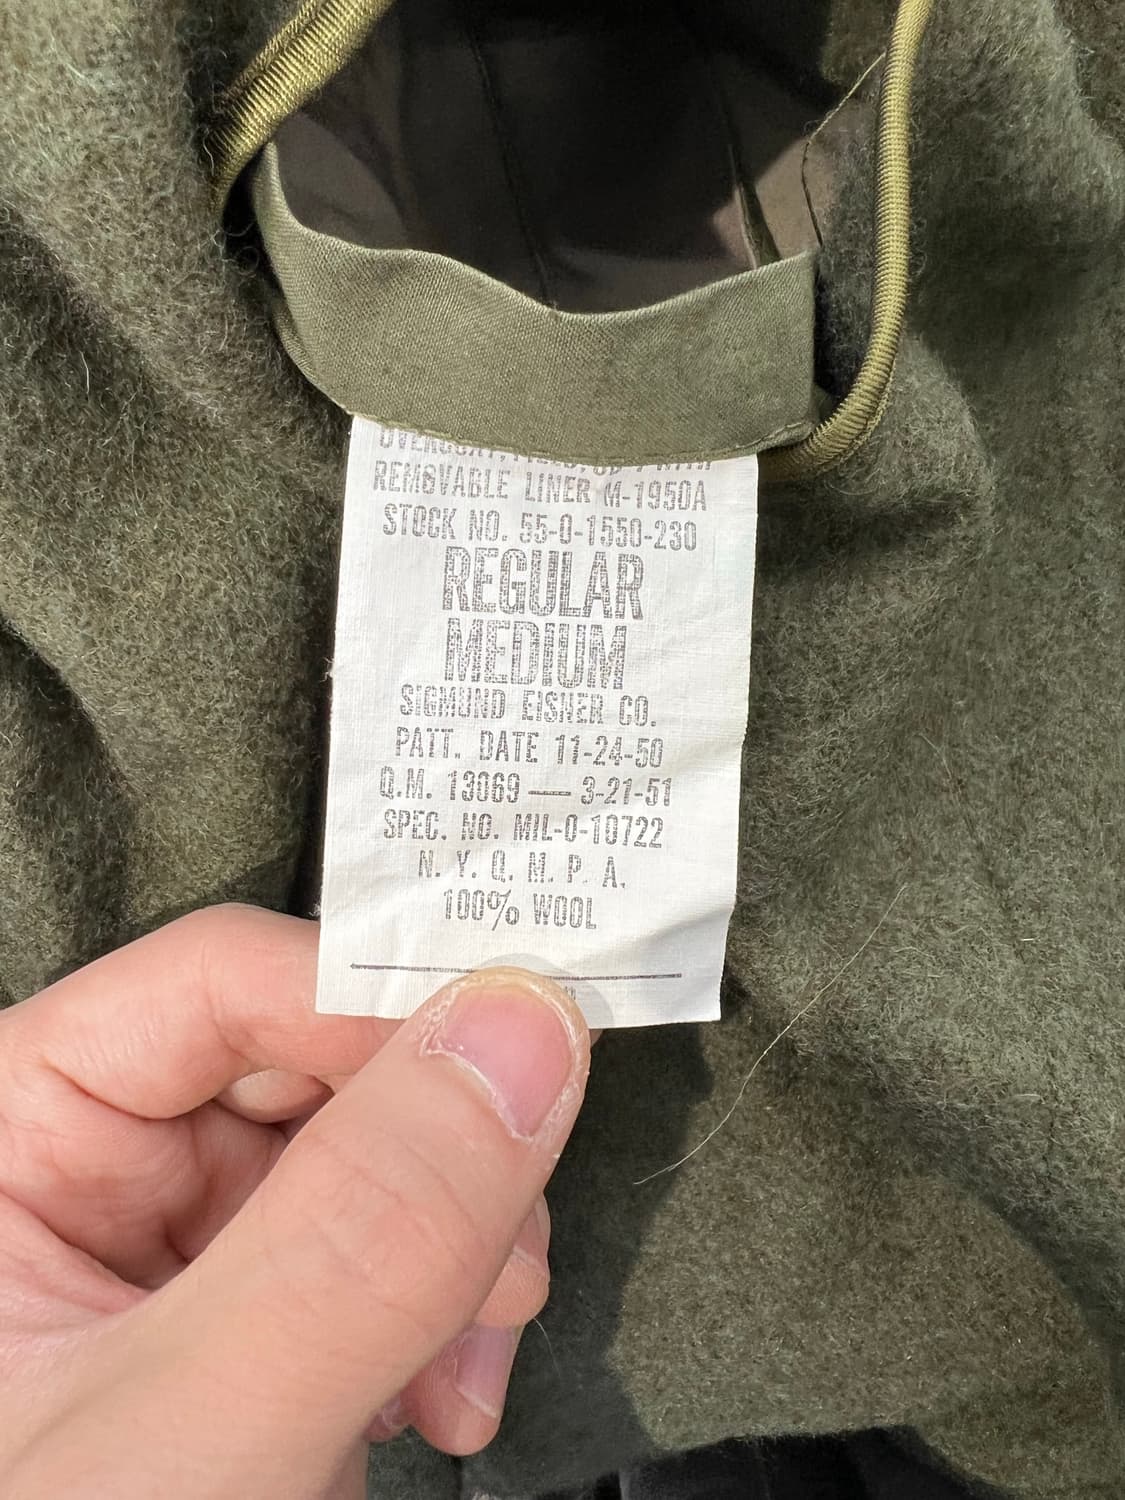 REMOVABLE LINER M-1950A
STOCK NO. 55-O-1550-230
REGULAR
MEDIUM
SIGMUND EISNER CO.
PATT. DATE 11-24-50
Q.M. 13069 — 3-21-51
SPEC. NO. MIL-O-10722
N. Y. Q. M. P. A.
100% WOOL